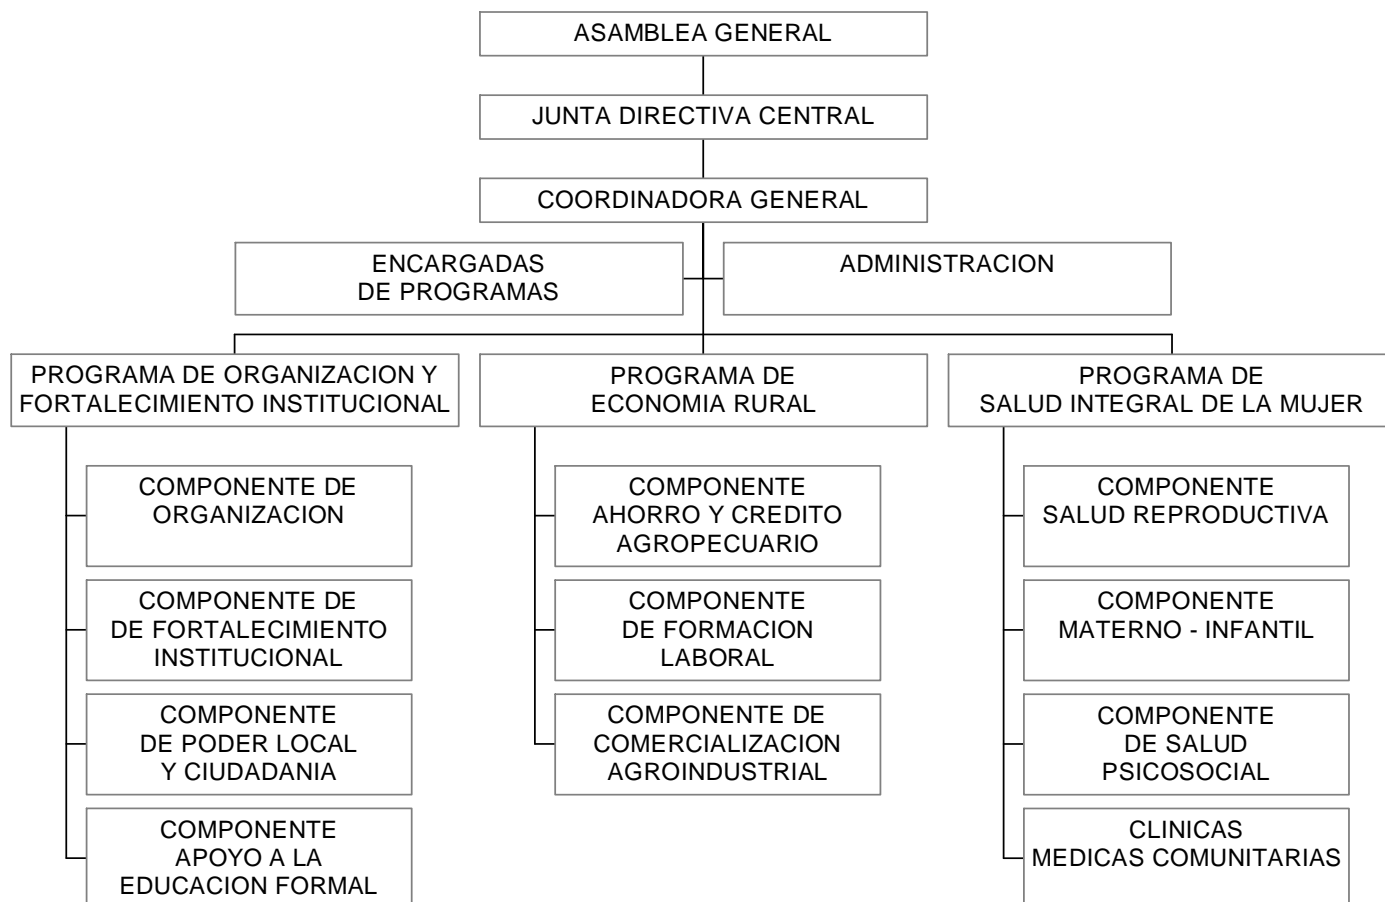 ASAMBLEA GENERAL
JUNTA DIRECTIVA CENTRAL
COORDINADORA GENERAL
ENCARGADAS
DE PROGRAMAS
ADMINISTRACION
PROGRAMA DE ORGANIZACION Y
FORTALECIMIENTO INSTITUCIONAL
COMPONENTE DE
ORGANIZACION
COMPONENTE DE
DE FORTALECIMIENTO
INSTITUCIONAL
COMPONENTE
DE PODER LOCAL
Y CIUDADANIA
COMPONENTE
APOYO A LA
EDUCACION FORMAL
PROGRAMA DE
ECONOMIA RURAL
COMPONENTE
AHORRO Y CREDITO
AGROPECUARIO
COMPONENTE
DE FORMACION
LABORAL
COMPONENTE DE
COMERCIALIZACION
AGROINDUSTRIAL
PROGRAMA DE
SALUD INTEGRAL DE LA MUJER
COMPONENTE
SALUD REPRODUCTIVA
COMPONENTE
MATERNO - INFANTIL
COMPONENTE
DE SALUD
PSICOSOCIAL
CLINICAS
MEDICAS COMUNITARIAS